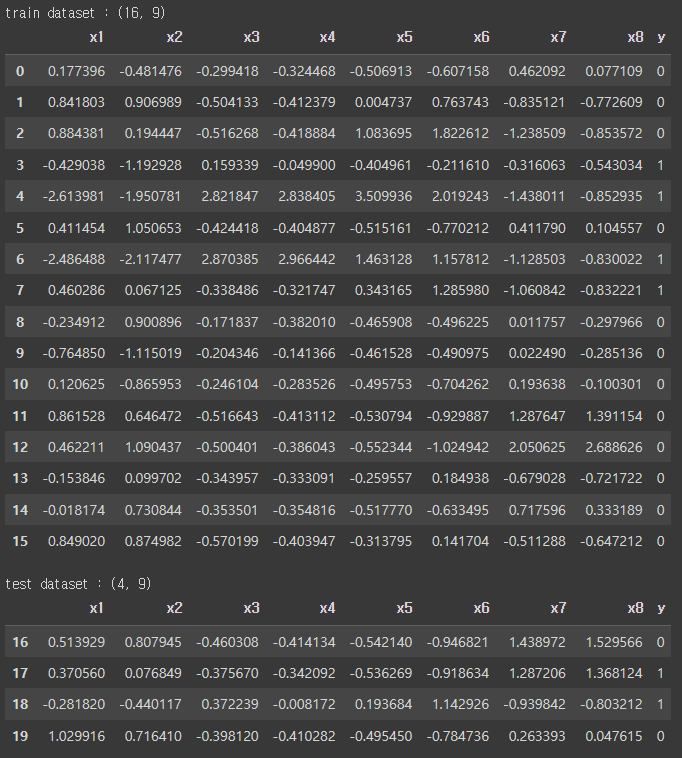 train dataset : (16, 9)
x1 x2 x3 x4 x5 x6 x7 x8 y
0 0.177396 -0.481476 -0.299418 -0.324468 -0.506913 -0.607158 0.462092 0.077109 0
1 0.841803 0.906989 -0.504133 -0.412379 0.004737 0.763743 -0.835121 -0.772609 0
2 0.884381 0.194447 -0.516268 -0.418884 1.083695 1.822612 -1.238509 -0.853572 0
3 -0.429038 -1.192928 0.159339 -0.049900 -0.404961 -0.211610 -0.316063 -0.543034 1
4 -2.613981 -1.950781 2.821847 2.838405 3.509936 2.019243 -1.438011 -0.852935 1
5 0.411454 1.050653 -0.424418 -0.404877 -0.515161 -0.770212 0.411790 0.104557 0
6 -2.486488 -2.117477 2.870385 2.966442 1.463128 1.157812 -1.128503 -0.830022 1
7 0.460286 0.067125 -0.338486 -0.321747 0.343165 1.285980 -1.060842 -0.832221 1
8 -0.234912 0.900896 -0.171837 -0.382010 -0.465908 -0.496225 0.011757 -0.297966 0
9 -0.764850 -1.115019 -0.204346 -0.141366 -0.461528 -0.490975 0.022490 -0.285136 0
10 0.120625 -0.865953 -0.246104 -0.283526 -0.495753 -0.704262 0.193638 -0.100301 0
11 0.861528 0.646472 -0.516643 -0.413112 -0.530794 -0.929887 1.287647 1.391154 0
12 0.462211 1.090437 -0.500401 -0.386043 -0.552344 -1.024942 2.050625 2.688626 0
13 -0.153846 0.099702 -0.343957 -0.333091 -0.259557 0.184938 -0.679028 -0.721722 0
14 -0.018174 0.730844 -0.353501 -0.354816 -0.517770 -0.633495 0.717596 0.333189 0
15 0.849020 0.874982 -0.570199 -0.403947 -0.313795 0.141704 -0.511288 -0.647212 0
test dataset : (4, 9)
x1 x2 x3 x4 x5 x6 x7 x8 y
16 0.513929 0.807945 -0.460308 -0.414134 -0.542140 -0.946821 1.438972 1.529566 0
17 0.370560 0.076849 -0.375670 -0.342092 -0.536269 -0.918634 1.287206 1.368124 1
18 -0.281820 -0.440117 0.372239 -0.008172 0.193684 1.142926 -0.939842 -0.803212 1
19 1.029916 0.716410 -0.398120 -0.410282 -0.495450 -0.784736 0.263393 0.047615 0